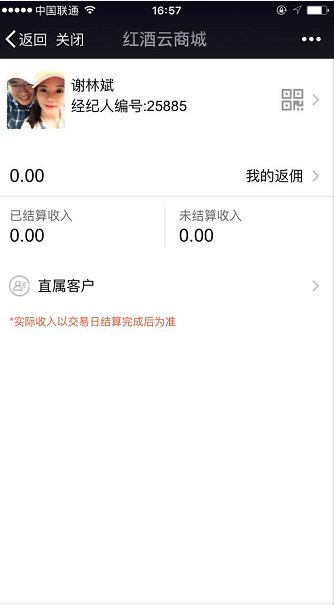 中国联通 16:57
返回 关闭 红酒云商城
谢林斌
经纪人编号:25885
0.00 我的返佣
已结算收入 未结算收入
0.00 0.00
直属客户
*实际收入以交易日结算完成后为准